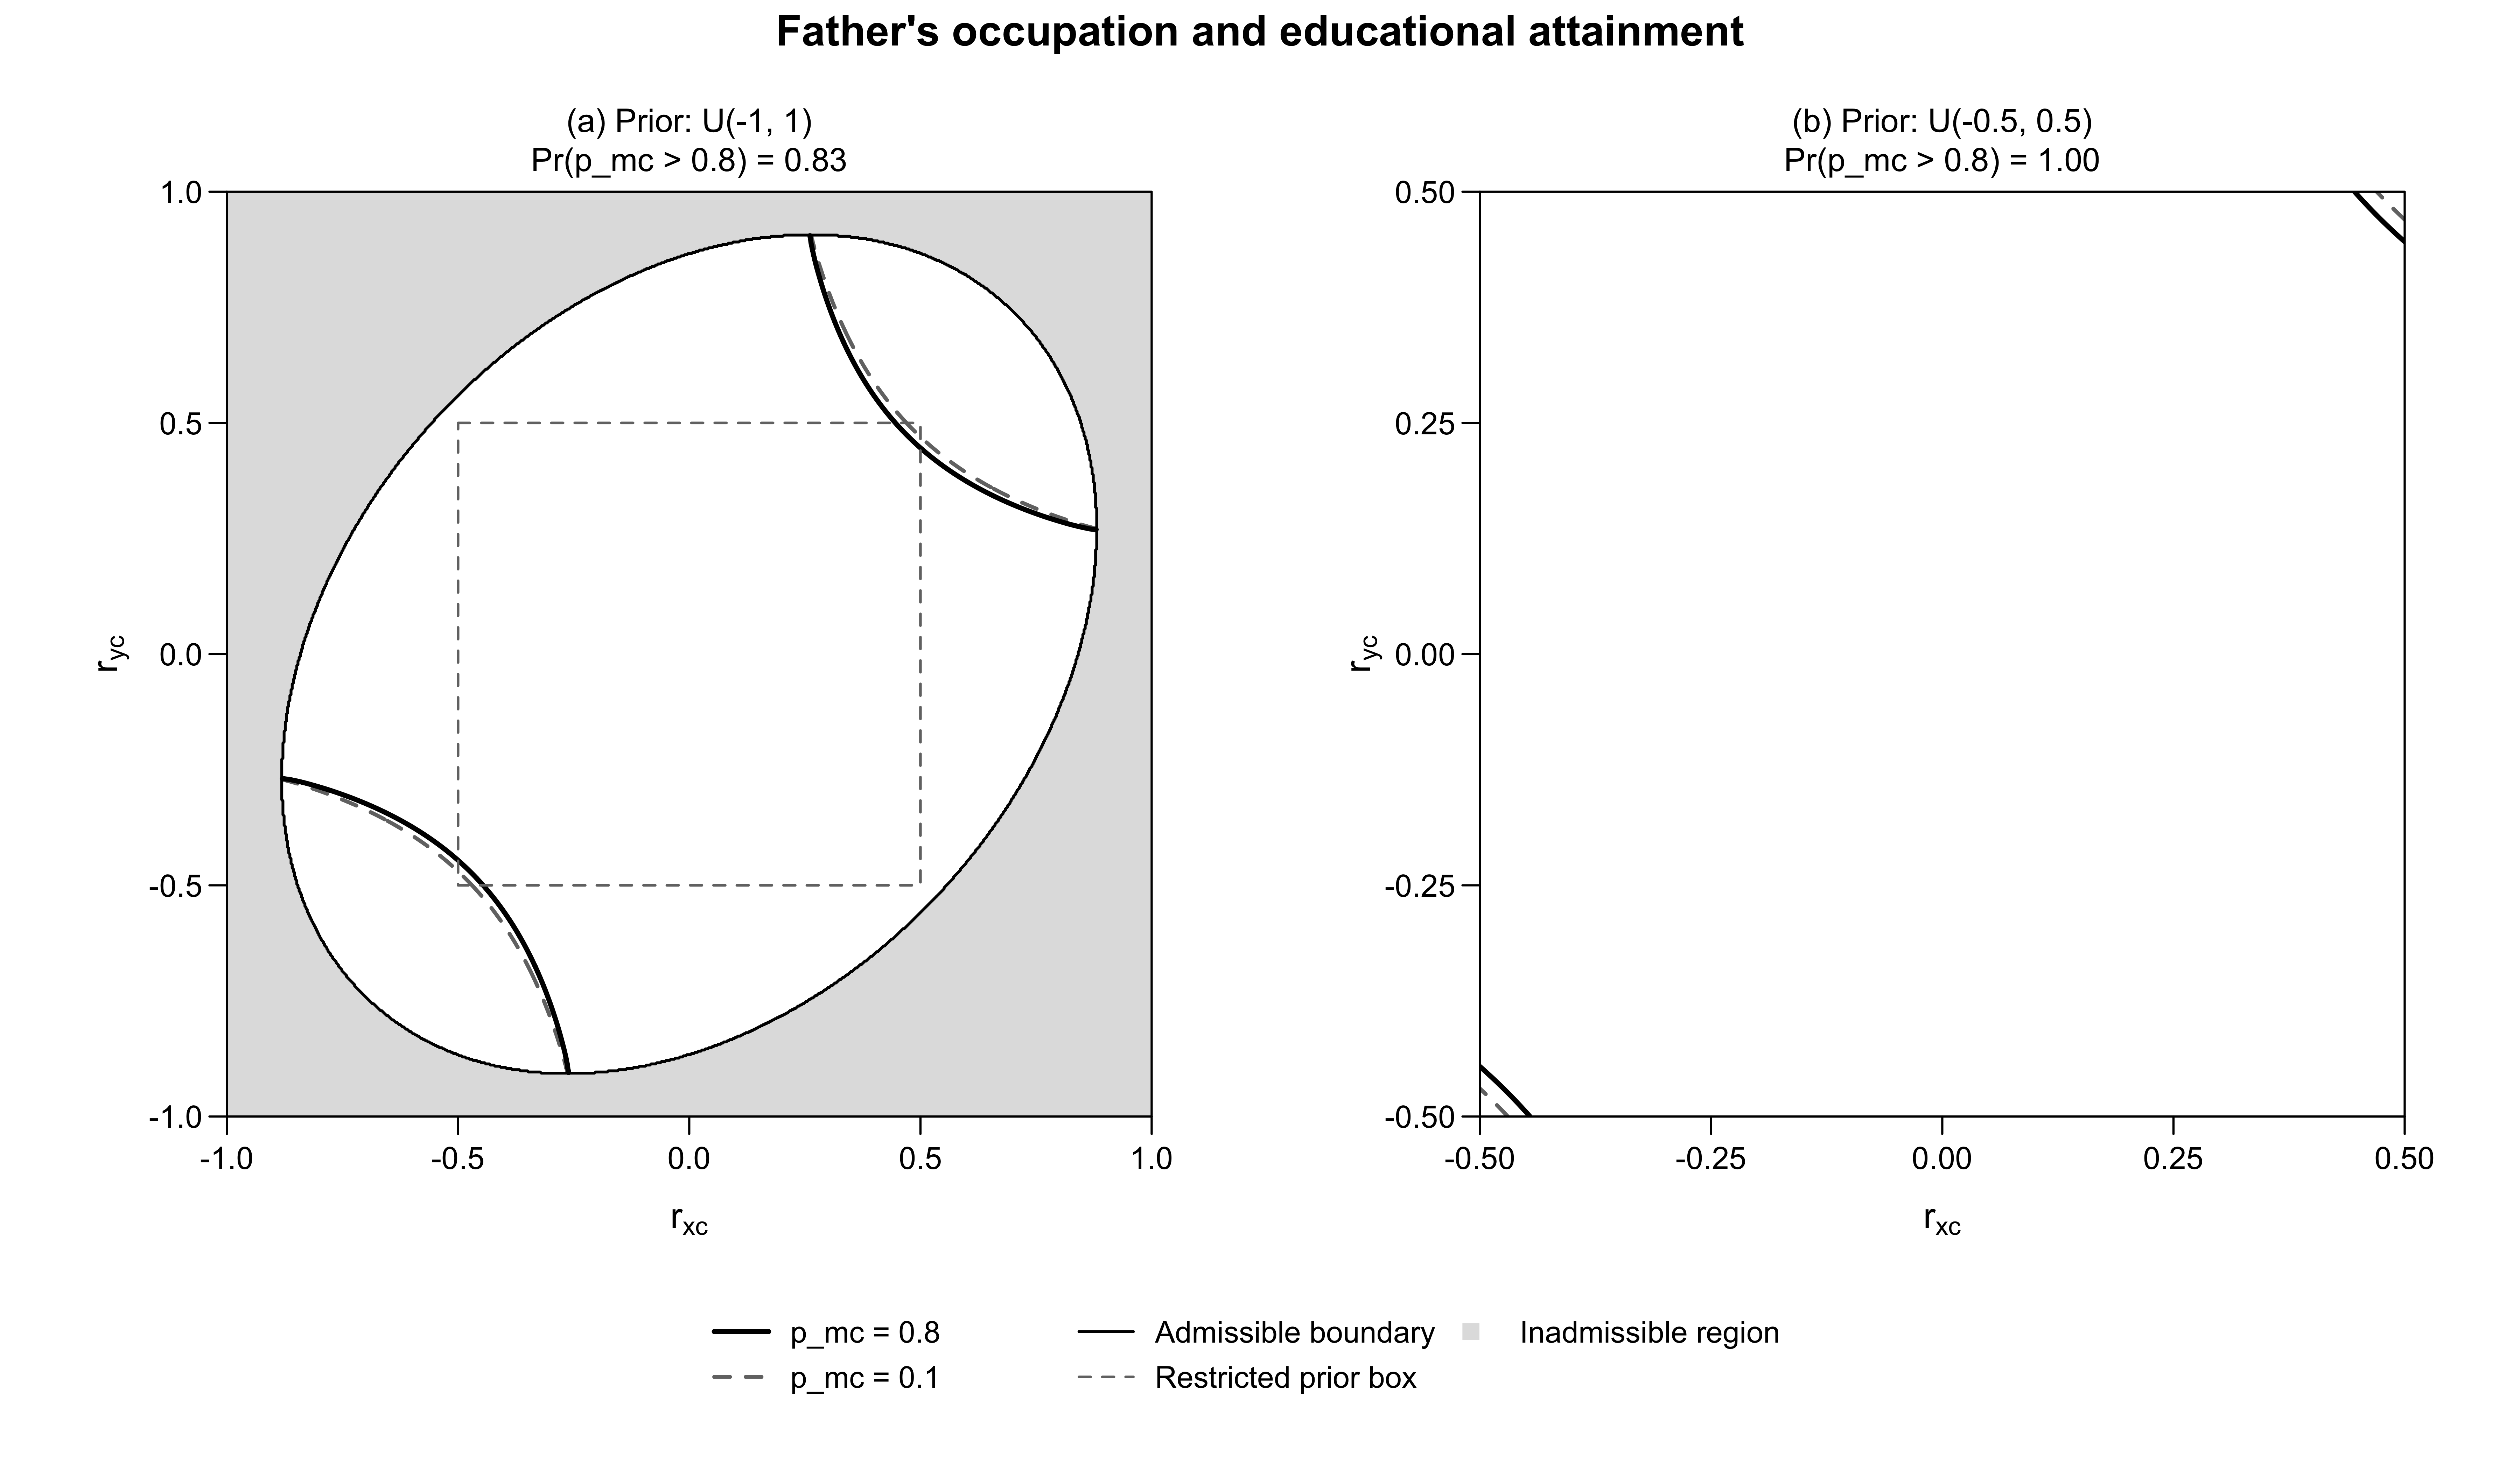 Father's occupation and educational attainment
(a) Prior: U(-1, 1)
Pr(p_mc > 0.8) = 0.83
1.0
0.5
0.0
-0.5
-1.0
ryc
-1.0 -0.5 0.0 0.5 1.0
rxc
(b) Prior: U(-0.5, 0.5)
Pr(p_mc > 0.8) = 1.00
0.50
0.25
0.00
-0.25
-0.50
ryc
-0.50 -0.25 0.00 0.25 0.50
rxc
p_mc = 0.8 Admissible boundary Inadmissible region
p_mc = 0.1 Restricted prior box